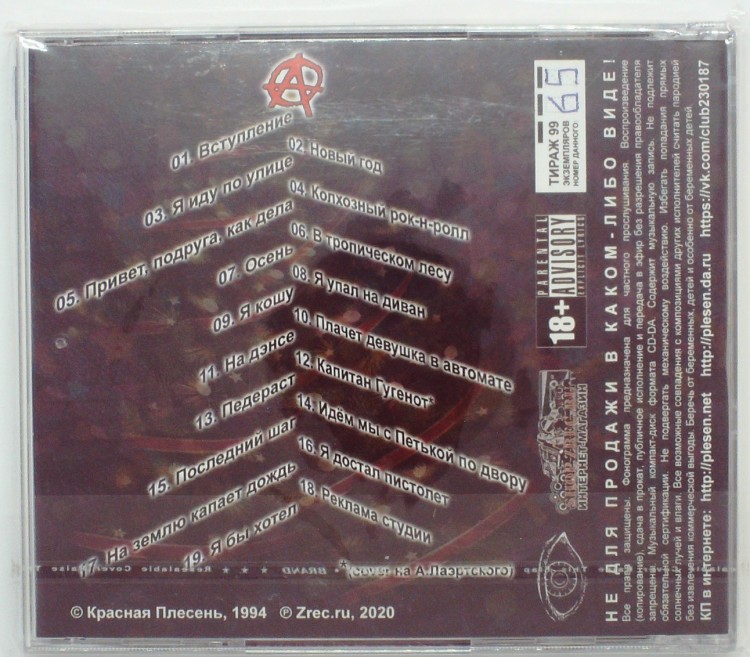 01. Вступление
02. Новый год
03. Я иду по улице
04. Колхозный рок-н-ролл
05. Привет, подруга, как дела
06. В тропическом лесу
07. Осень
08. Я упал на диван
09. Я кошу
10. Плачет девушка в автомате
11. На дэнсе
12. Капитан Гугенот*
13. Педераст
14. Идём мы с Петькой по двору
15. Последний шаг
16. Я достал пистолет
17. На землю капает дождь
18. Реклама студии
19. Я бы хотел
*(кавер на А.Лаэртского)
© Красная Плесень, 1994 ℗ Zrec.ru, 2020
ТИРАЖ 99
ЭКЗЕМПЛЯРОВ
НОМЕР ДАННОГО:
65
PARENTAL
ADVISORY
EXPLICIT LYRICS
18+
ИНТЕРНЕТ-МАГАЗИН
НЕ ДЛЯ ПРОДАЖИ В КАКОМ-ЛИБО ВИДЕ!
Все права защищены. Фонограмма предназначена для частного прослушивания. Воспроизведение
(копирование), сдача в прокат, публичное исполнение и передача в эфир без разрешения правообладателя
запрещены. Музыкальный компакт-диск формата CD-DA. Содержит музыкальную запись. Не подлежит
обязательной сертификации. Не подвергать механическому воздействию. Избегать попадания прямых
солнечных лучей и влаги. Все возможные совпадения с композициями других исполнителей считать пародией
без извлечения коммерческой выгоды. Беречь от беременных, детей и особенно от беременных детей.
КП в интернете: http://plesen.net http://plesen.da.ru https://vk.com/club230187